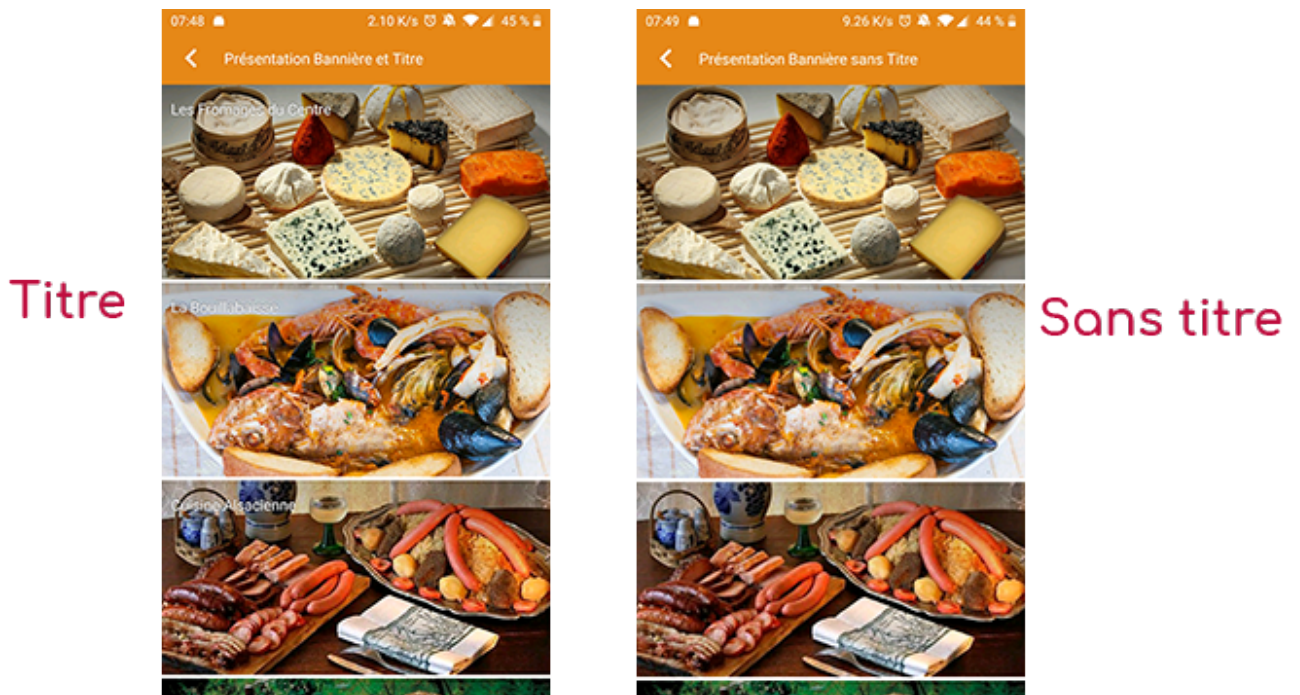 07:48 2.10 K/s 45 %
Présentation Bannière et Titre
Les Fromages du Centre
La Bouillabaisse
Cuisine Alsacienne
Titre
07:49 9.26 K/s 44 %
Présentation Bannière sans Titre
Sans titre